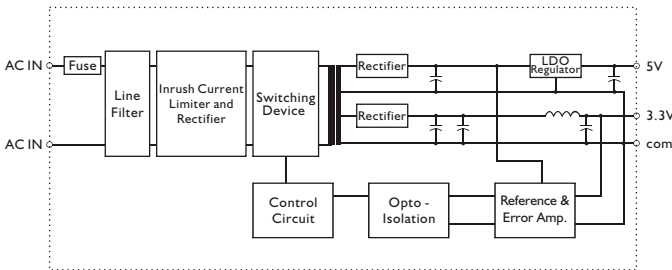 AC IN
Fuse
Line
Filter
Inrush Current
Limiter and
Rectifier
Switching
Device
Rectifier
LDO
Regulator
5V
Rectifier
3.3V
com
AC IN
Control
Circuit
Opto -
Isolation
Reference &
Error Amp.